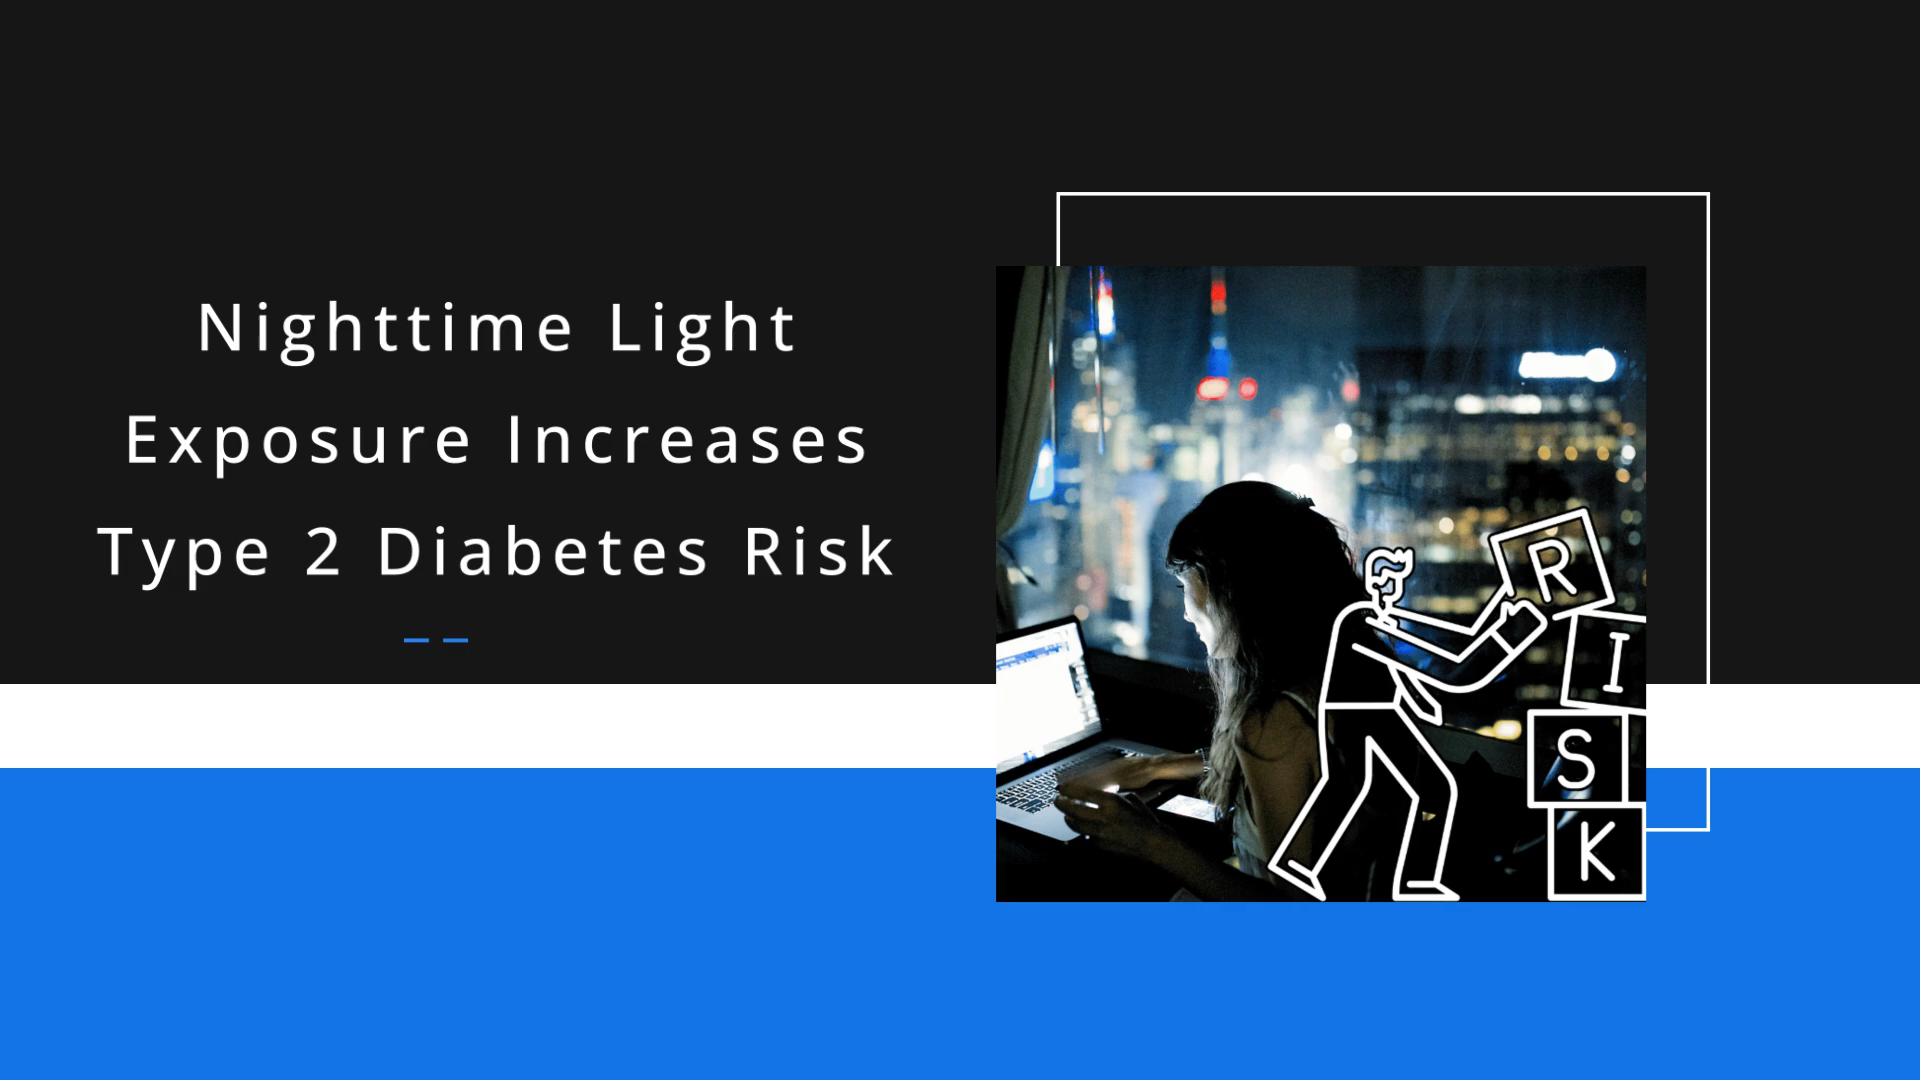 Nighttime Light
Exposure Increases
Type 2 Diabetes Risk
R
I
S
K